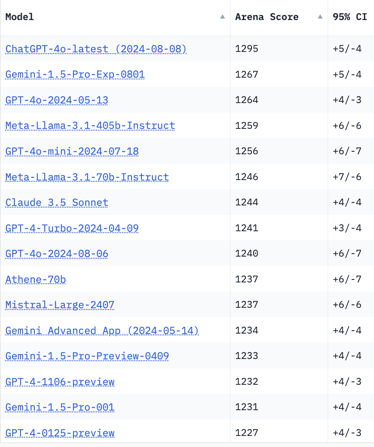 Model Arena Score 95% CI
ChatGPT-4o-latest (2024-08-08) 1295 +5/-4
Gemini-1.5-Pro-Exp-0801 1267 +5/-4
GPT-4o-2024-05-13 1264 +4/-3
Meta-Llama-3.1-405b-Instruct 1259 +6/-6
GPT-4o-mini-2024-07-18 1256 +6/-7
Meta-Llama-3.1-70b-Instruct 1246 +7/-6
Claude 3.5 Sonnet 1244 +4/-4
GPT-4-Turbo-2024-04-09 1241 +3/-4
GPT-4o-2024-08-06 1240 +6/-7
Athene-70b 1237 +6/-7
Mistral-Large-2407 1237 +6/-6
Gemini Advanced App (2024-05-14) 1234 +4/-4
Gemini-1.5-Pro-Preview-0409 1233 +4/-4
GPT-4-1106-preview 1232 +4/-3
Gemini-1.5-Pro-001 1231 +4/-4
GPT-4-0125-preview 1227 +4/-3